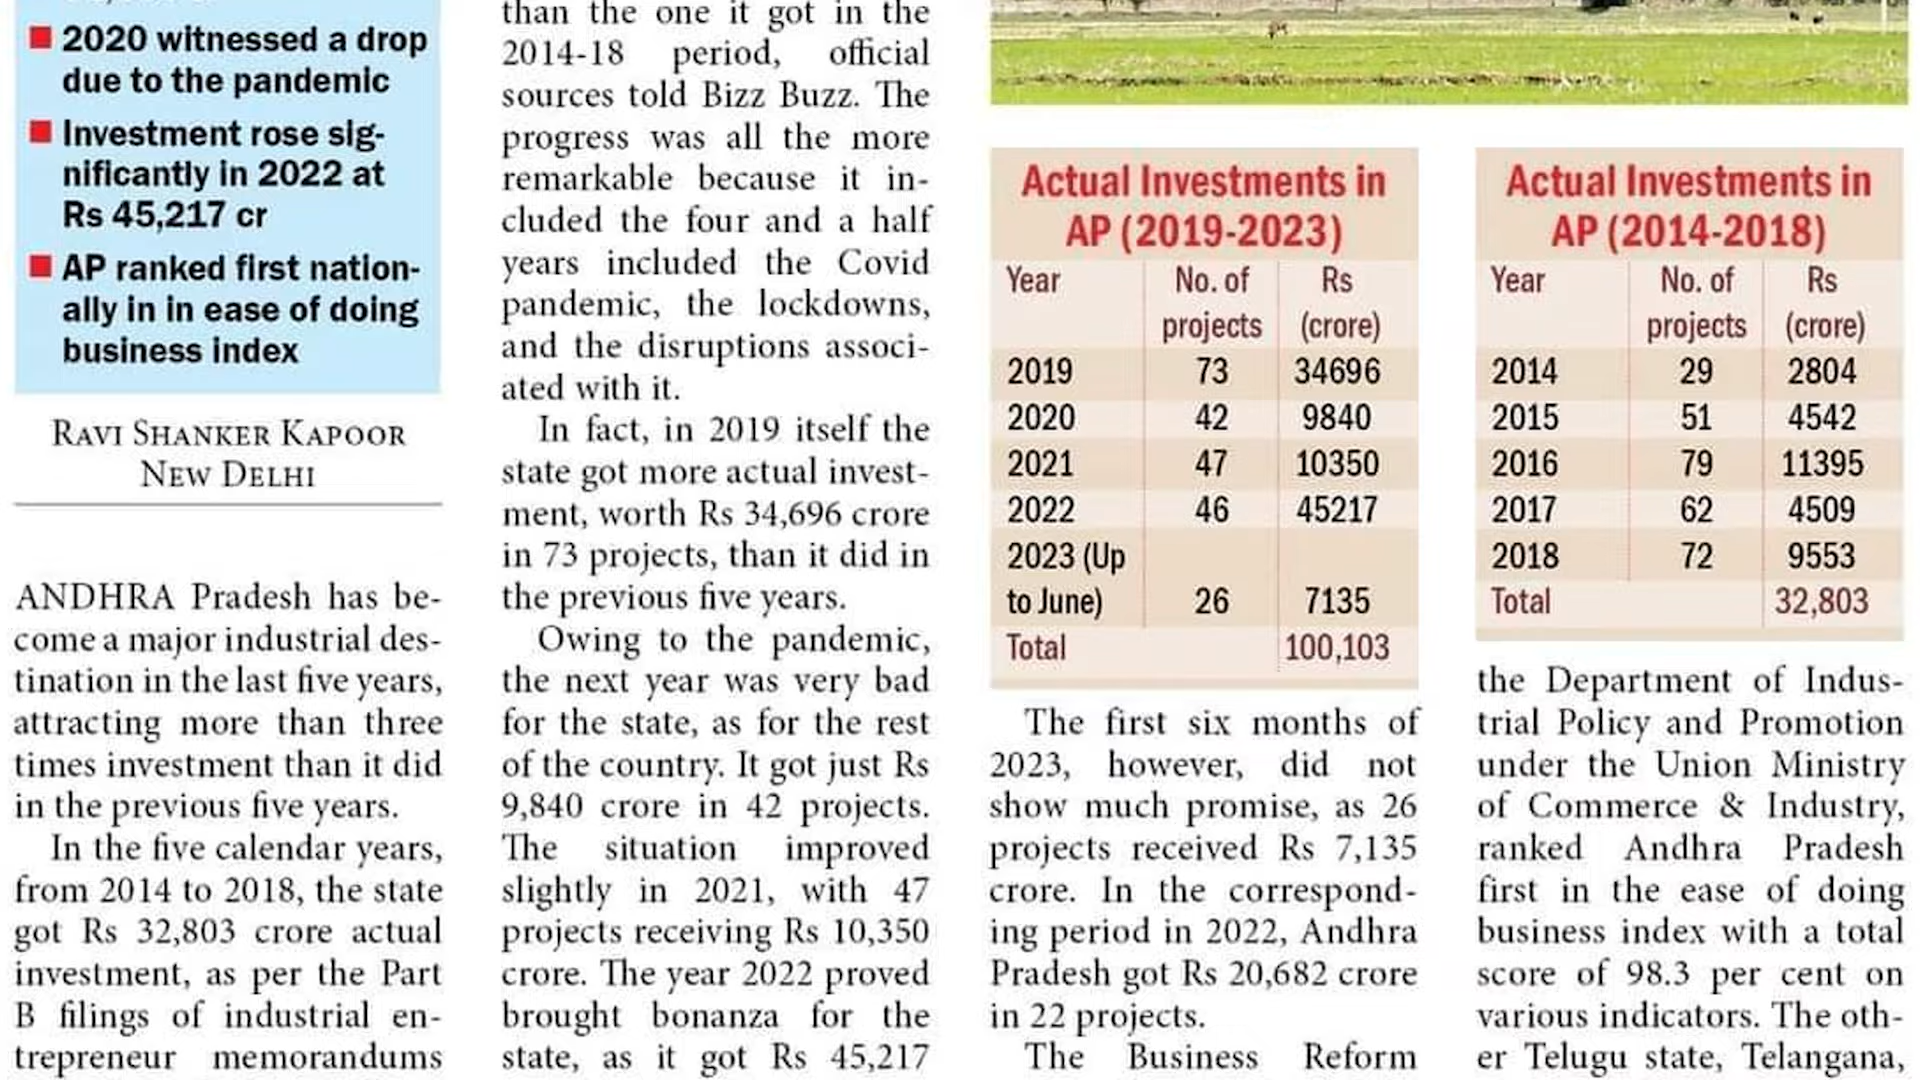 2020 witnessed a drop
due to the pandemic
Investment rose sig-
nificantly in 2022 at
Rs 45,217 cr
AP ranked first nation-
ally in in ease of doing
business index
RAVI SHANKER KAPOOR
NEW DELHI
ANDHRA Pradesh has be-
come a major industrial des-
tination in the last five years,
attracting more than three
times investment than it did
in the previous five years.
In the five calendar years,
from 2014 to 2018, the state
got Rs 32,803 crore actual
investment, as per the Part
B filings of industrial en-
trepreneur memorandums
than the one it got in the
2014-18 period, official
sources told Bizz Buzz. The
progress was all the more
remarkable because it in-
cluded the four and a half
years included the Covid
pandemic, the lockdowns,
and the disruptions associ-
ated with it.
In fact, in 2019 itself the
state got more actual invest-
ment, worth Rs 34,696 crore
in 73 projects, than it did in
the previous five years.
Owing to the pandemic,
the next year was very bad
for the state, as for the rest
of the country. It got just Rs
9,840 crore in 42 projects.
The situation improved
slightly in 2021, with 47
projects receiving Rs 10,350
crore. The year 2022 proved
brought bonanza for the
state, as it got Rs 45,217
Actual Investments in
AP (2019-2023)
Year No. of projects Rs (crore)
2019 73 34696
2020 42 9840
2021 47 10350
2022 46 45217
2023 (Up
to June) 26 7135
Total 100,103
The first six months of
2023, however, did not
show much promise, as 26
projects received Rs 7,135
crore. In the correspond-
ing period in 2022, Andhra
Pradesh got Rs 20,682 crore
in 22 projects.
The Business Reform
Actual Investments in
AP (2014-2018)
Year No. of projects Rs (crore)
2014 29 2804
2015 51 4542
2016 79 11395
2017 62 4509
2018 72 9553
Total 32,803
the Department of Indus-
trial Policy and Promotion
under the Union Ministry
of Commerce & Industry,
ranked Andhra Pradesh
first in the ease of doing
business index with a total
score of 98.3 per cent on
various indicators. The oth-
er Telugu state, Telangana,